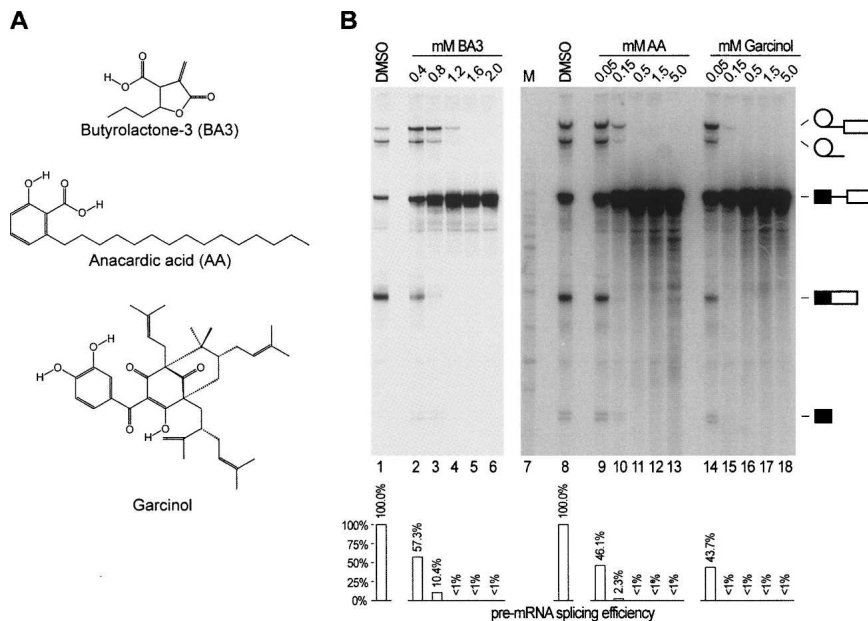 A
O
H
O
O
O
Butyrolactone-3 (BA3)
H
O
O
O
H
Anacardic acid (AA)
H
O
H
O
O
O
O
O
H
Garcinol
B
mM BA3
mM AA
mM Garcinol
DMSO
0.4
0.8
1.2
1.6
2.0
M
DMSO
0.05
0.15
0.5
1.5
5.0
0.05
0.15
0.5
1.5
5.0
1 2 3 4 5 6 7 8 9 10 11 12 13 14 15 16 17 18
100%
75%
50%
25%
0%
100.0%
57.3%
10.4%
<1%
<1%
<1%
100.0%
46.1%
2.3%
<1%
<1%
<1%
43.7%
<1%
<1%
<1%
<1%
pre-mRNA splicing efficiency